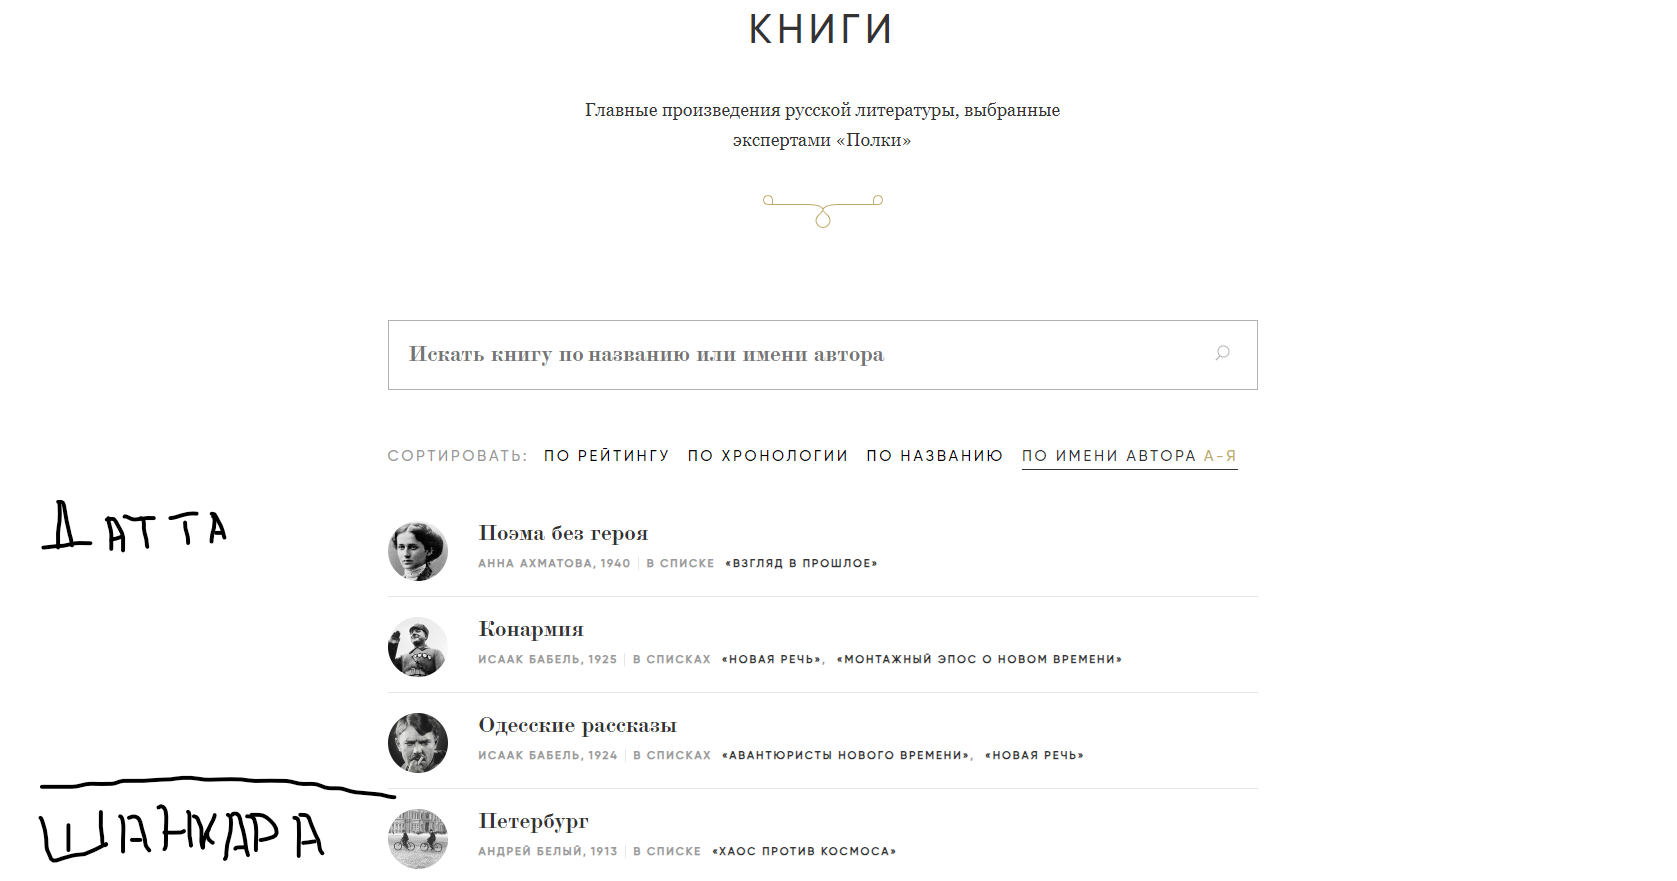 КНИГИ
Главные произведения русской литературы, выбранные
экспертами «Полки»
Искать книгу по названию или имени автора
СОРТИРОВАТЬ: ПО РЕЙТИНГУ ПО ХРОНОЛОГИИ ПО НАЗВАНИЮ ПО ИМЕНИ АВТОРА А–Я
ДАТТА
Поэма без героя
АННА АХМАТОВА, 1940 | В СПИСКЕ «ВЗГЛЯД В ПРОШЛОЕ»
Конармия
ИСААК БАБЕЛЬ, 1925 | В СПИСКАХ «НОВАЯ РЕЧЬ», «МОНТАЖНЫЙ ЭПОС О НОВОМ ВРЕМЕНИ»
Одесские рассказы
ИСААК БАБЕЛЬ, 1924 | В СПИСКАХ «АВАНТЮРИСТЫ НОВОГО ВРЕМЕНИ», «НОВАЯ РЕЧЬ»
ШАНКАРА
Петербург
АНДРЕЙ БЕЛЫЙ, 1913 | В СПИСКЕ «ХАОС ПРОТИВ КОСМОСА»